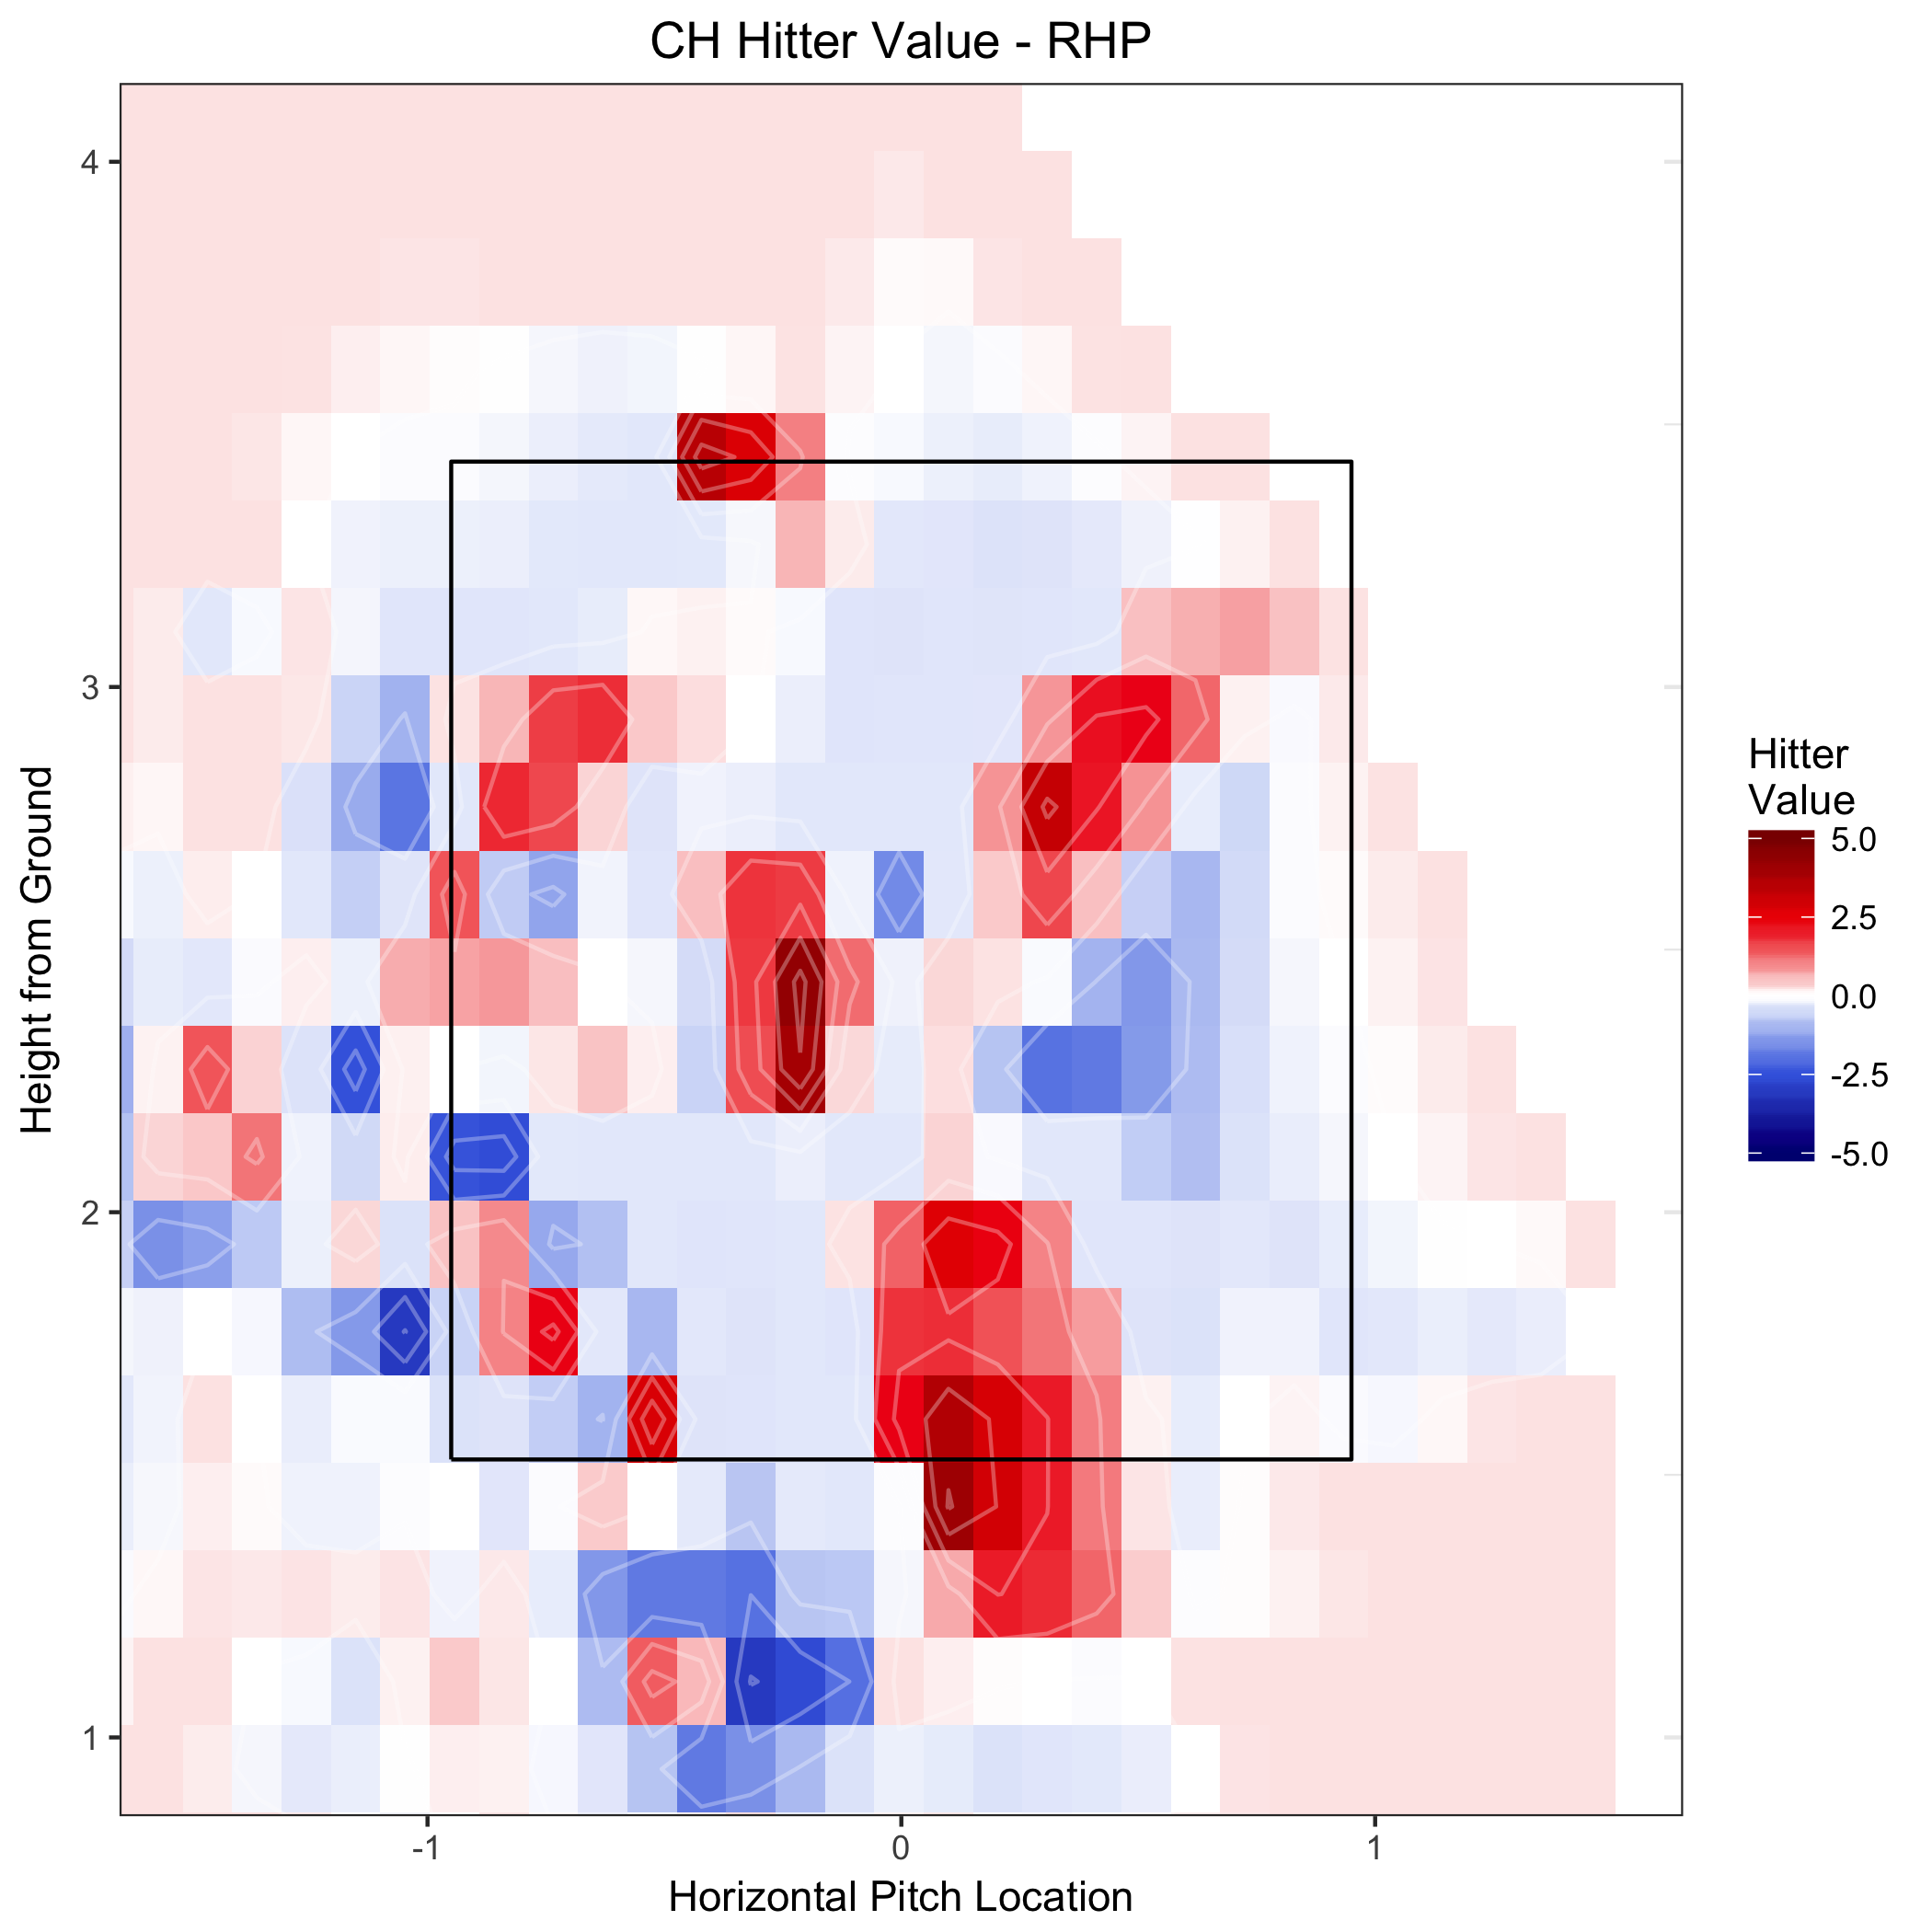 CH Hitter Value - RHP
4
3
2
1
Height from Ground
-1
0
1
Horizontal Pitch Location
Hitter
Value
5.0
2.5
0.0
-2.5
-5.0